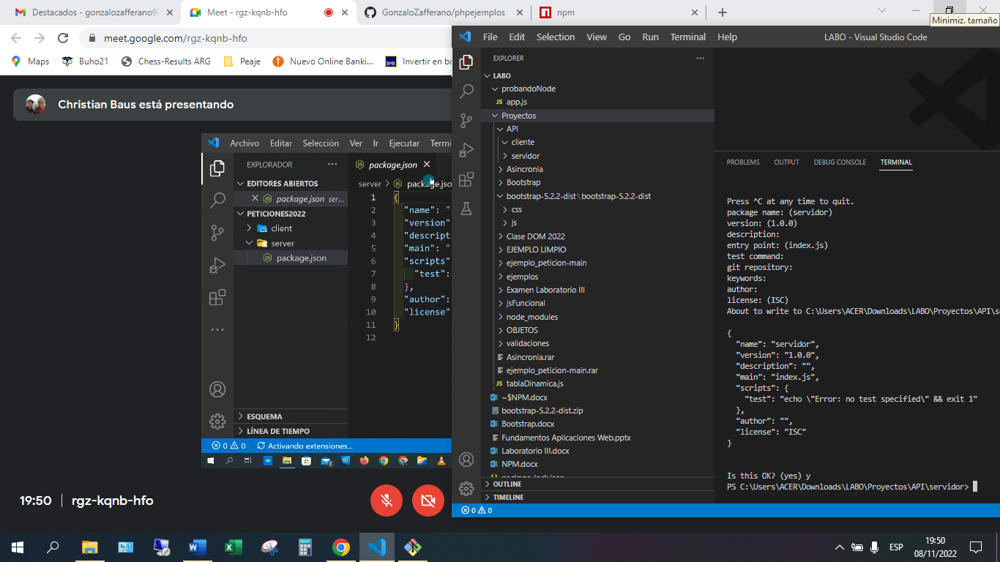 Destacados - gonzalozafferano92
Meet - rgz-kqnb-hfo
GonzaloZafferano/phpejemplos
npm
Minimiz. tamaño
meet.google.com/rgz-kqnb-hfo
Maps
Buho21
Chess-Results ARG
Peaje
Nuevo Online Banki...
BMB
Invertir en bo
Christian Baus está presentando
Archivo Editar Selección Ver Ir Ejecutar Termi
EXPLORADOR
EDITORES ABIERTOS
package.json ser...
PETICIONES2022
client
server
package.json
ESQUEMA
LÍNEA DE TIEMPO
package.json
server > package.jso
1 {
2 "name": "
3 "version"
4 "descripti
5 "main": "
6 "scripts"
7 "test":
8 },
9 "author":
10 "license"
11 }
12
0 0 Activando extensiones...
19:50 | rgz-kqnb-hfo
File Edit Selection View Go Run Terminal Help
LABO - Visual Studio Code
EXPLORER
LABO
probandoNode
JS app.js
Proyectos
API
cliente
servidor
Asincronia
Bootstrap
bootstrap-5.2.2-dist\bootstrap-5.2.2-dist
css
js
Clase DOM 2022
EJEMPLO LIMPIO
ejemplo_peticion-main
ejemplos
Examen Laboratorio III
jsFuncional
node_modules
OBJETOS
validaciones
Asincronia.rar
ejemplo_peticion-main.rar
JS tablaDinamica.js
~$NPM.docx
bootstrap-5.2.2-dist.zip
Bootstrap.docx
Fundamentos Aplicaciones Web.pptx
Laboratorio III.docx
NPM.docx
OUTLINE
TIMELINE
0 0
PROBLEMS OUTPUT DEBUG CONSOLE TERMINAL
Press ^C at any time to quit.
package name: (servidor)
version: (1.0.0)
description:
entry point: (index.js)
test command:
git repository:
keywords:
author:
license: (ISC)
About to write to C:\Users\ACER\Downloads\LABO\Proyectos\API\se
{
"name": "servidor",
"version": "1.0.0",
"description": "",
"main": "index.js",
"scripts": {
"test": "echo \"Error: no test specified\" && exit 1"
},
"author": "",
"license": "ISC"
}
Is this OK? (yes) y
PS C:\Users\ACER\Downloads\LABO\Proyectos\API\servidor>
ESP
19:50
08/11/2022